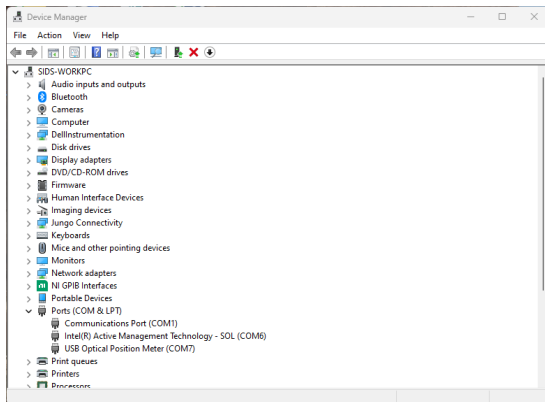 Device Manager
File Action View Help
SIDS-WORKPC
Audio inputs and outputs
Bluetooth
Cameras
Computer
DellInstrumentation
Disk drives
Display adapters
DVD/CD-ROM drives
Firmware
Human Interface Devices
Imaging devices
Jungo Connectivity
Keyboards
Mice and other pointing devices
Monitors
Network adapters
NI GPIB Interfaces
Portable Devices
Ports (COM & LPT)
Communications Port (COM1)
Intel(R) Active Management Technology - SOL (COM6)
USB Optical Position Meter (COM7)
Print queues
Printers
Processors